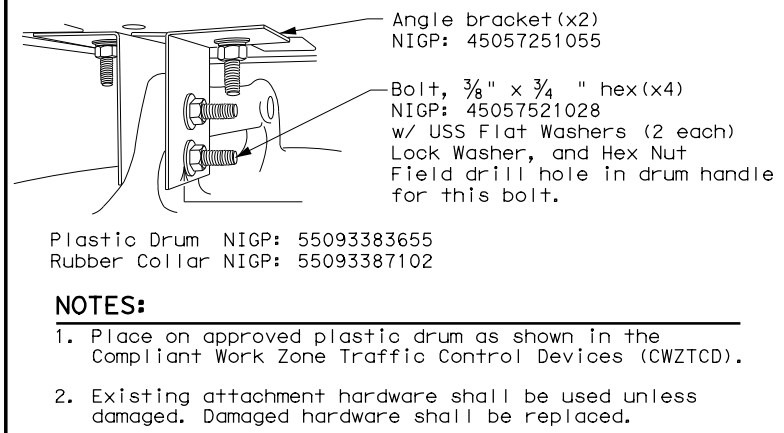 Angle bracket(x2)
NIGP: 45057251055
Bolt, ⅜" x ¾ " hex(x4)
NIGP: 45057521028
w/ USS Flat Washers (2 each)
Lock Washer, and Hex Nut
Field drill hole in drum handle
for this bolt.
Plastic Drum NIGP: 55093383655
Rubber Collar NIGP: 55093387102
NOTES:
1. Place on approved plastic drum as shown in the
Compliant Work Zone Traffic Control Devices (CWZTCD).
2. Existing attachment hardware shall be used unless
damaged. Damaged hardware shall be replaced.